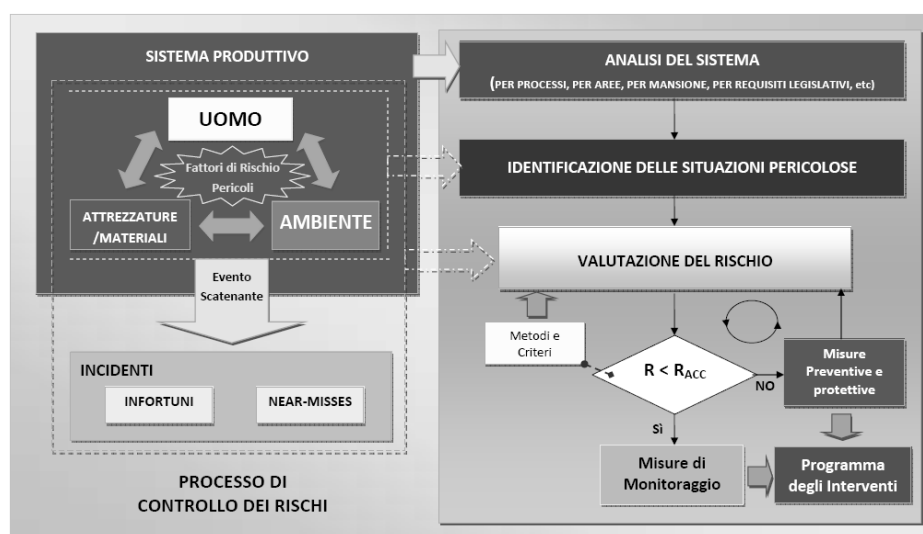 SISTEMA PRODUTTIVO
UOMO
Fattori di Rischio
Pericoli
ATTREZZATURE
/MATERIALI
AMBIENTE
Evento
Scatenante
INCIDENTI
INFORTUNI
NEAR-MISSES
PROCESSO DI
CONTROLLO DEI RISCHI
ANALISI DEL SISTEMA
(PER PROCESSI, PER AREE, PER MANSIONE, PER REQUISITI LEGISLATIVI, etc)
IDENTIFICAZIONE DELLE SITUAZIONI PERICOLOSE
VALUTAZIONE DEL RISCHIO
Metodi e
Criteri
R < RACC
NO
Misure
Preventive e
protettive
Sì
Misure di
Monitoraggio
Programma
degli Interventi